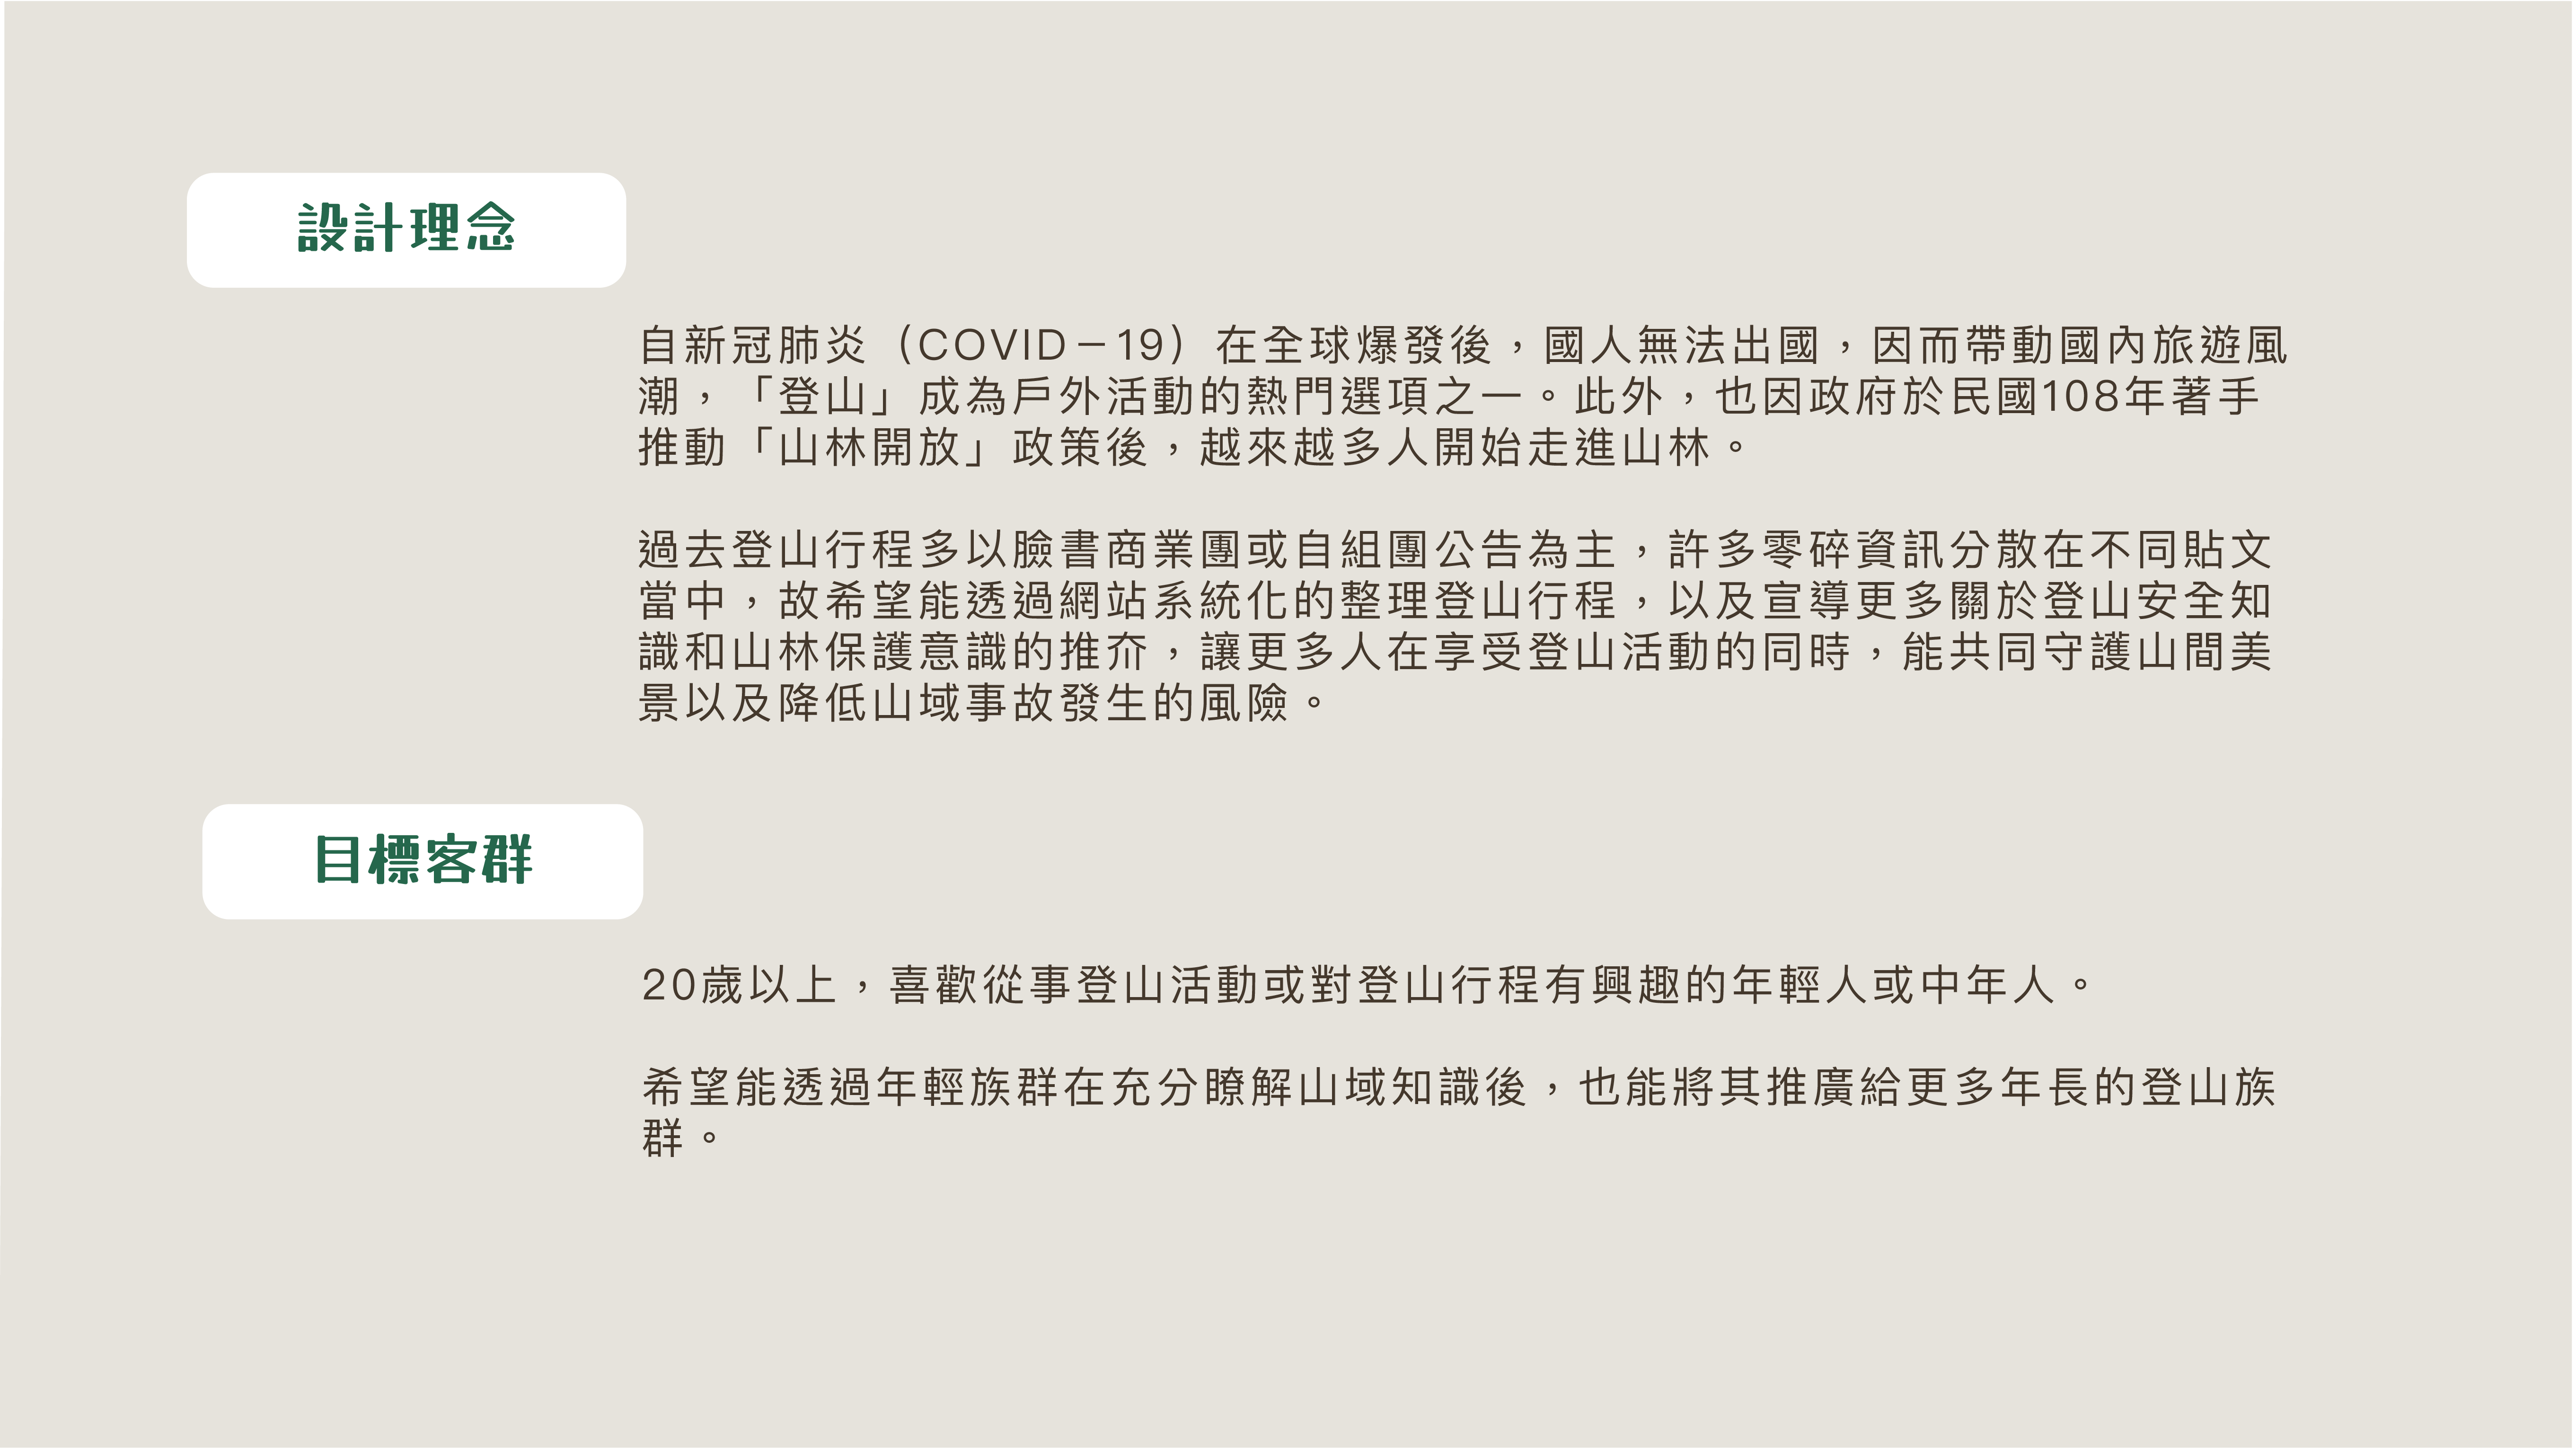 設計理念
自新冠肺炎（COVID－19）在全球爆發後，國人無法出國，因而帶動國內旅遊風
潮，「登山」成為戶外活動的熱門選項之一。此外，也因政府於民國108年著手
推動「山林開放」政策後，越來越多人開始走進山林。
過去登山行程多以臉書商業團或自組團公告為主，許多零碎資訊分散在不同貼文
當中，故希望能透過網站系統化的整理登山行程，以及宣導更多關於登山安全知
識和山林保護意識的推夰，讓更多人在享受登山活動的同時，能共同守護山間美
景以及降低山域事故發生的風險。
目標客群
20歲以上，喜歡從事登山活動或對登山行程有興趣的年輕人或中年人。
希望能透過年輕族群在充分瞭解山域知識後，也能將其推廣給更多年長的登山族
群。